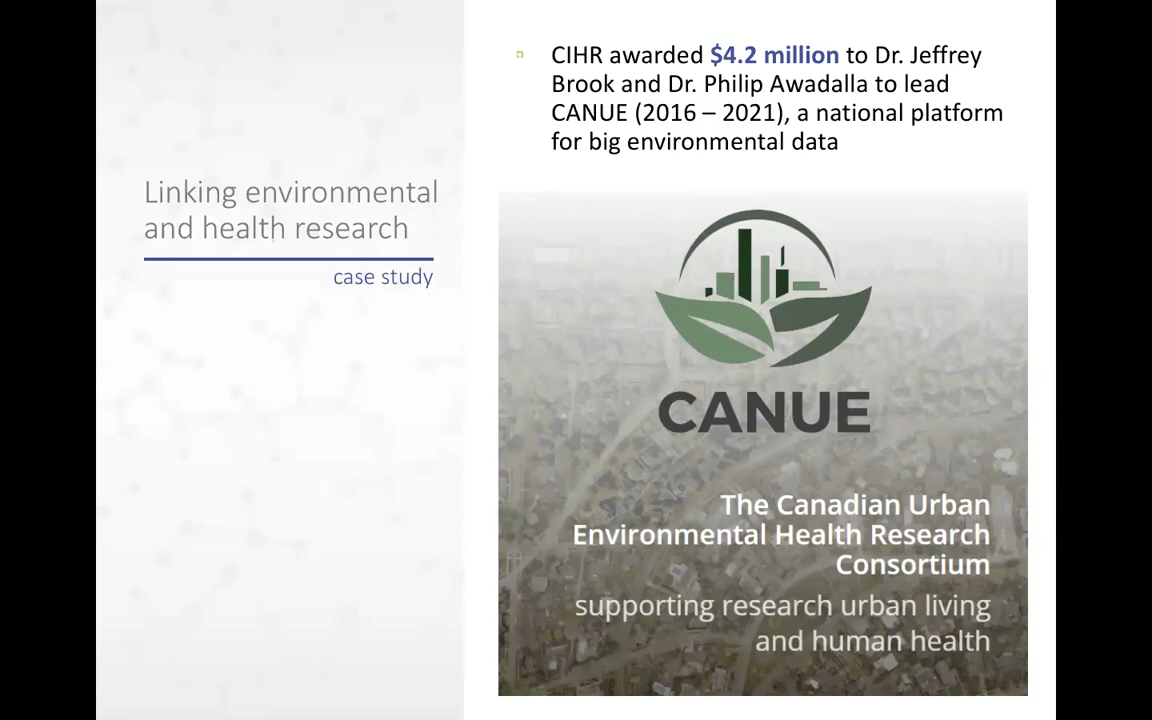 Linking environmental
and health research
case study
CIHR awarded $4.2 million to Dr. Jeffrey
Brook and Dr. Philip Awadalla to lead
CANUE (2016 – 2021), a national platform
for big environmental data
CANUE
The Canadian Urban
Environmental Health Research
Consortium
supporting research urban living
and human health